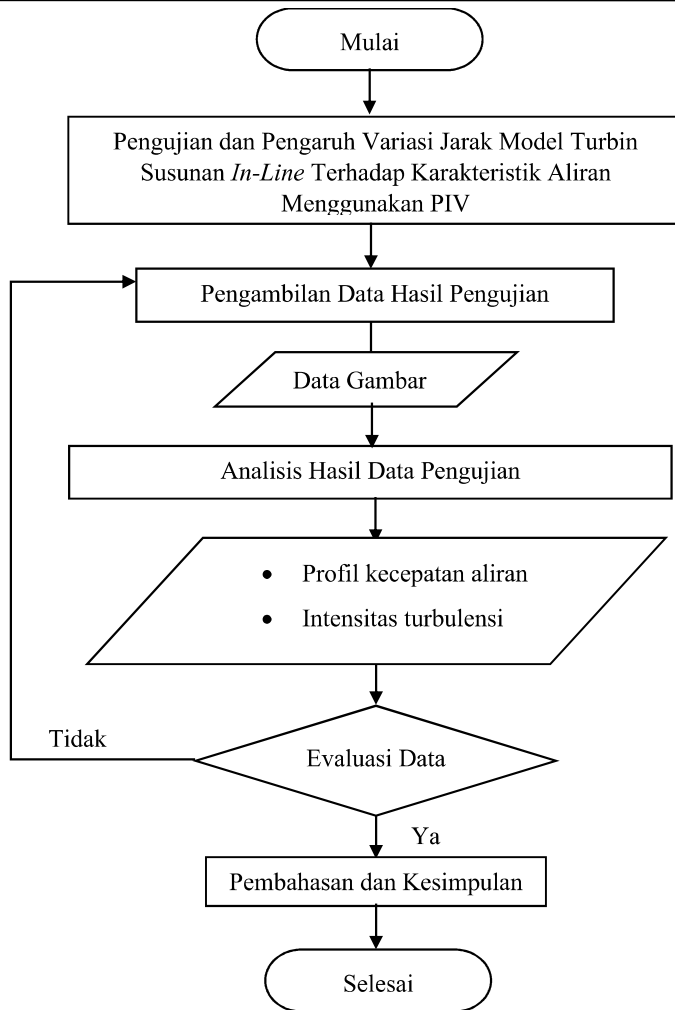 Mulai
Pengujian dan Pengaruh Variasi Jarak Model Turbin
Susunan In-Line Terhadap Karakteristik Aliran
Menggunakan PIV
Pengambilan Data Hasil Pengujian
Data Gambar
Analisis Hasil Data Pengujian
• Profil kecepatan aliran
• Intensitas turbulensi
Tidak
Evaluasi Data
Ya
Pembahasan dan Kesimpulan
Selesai